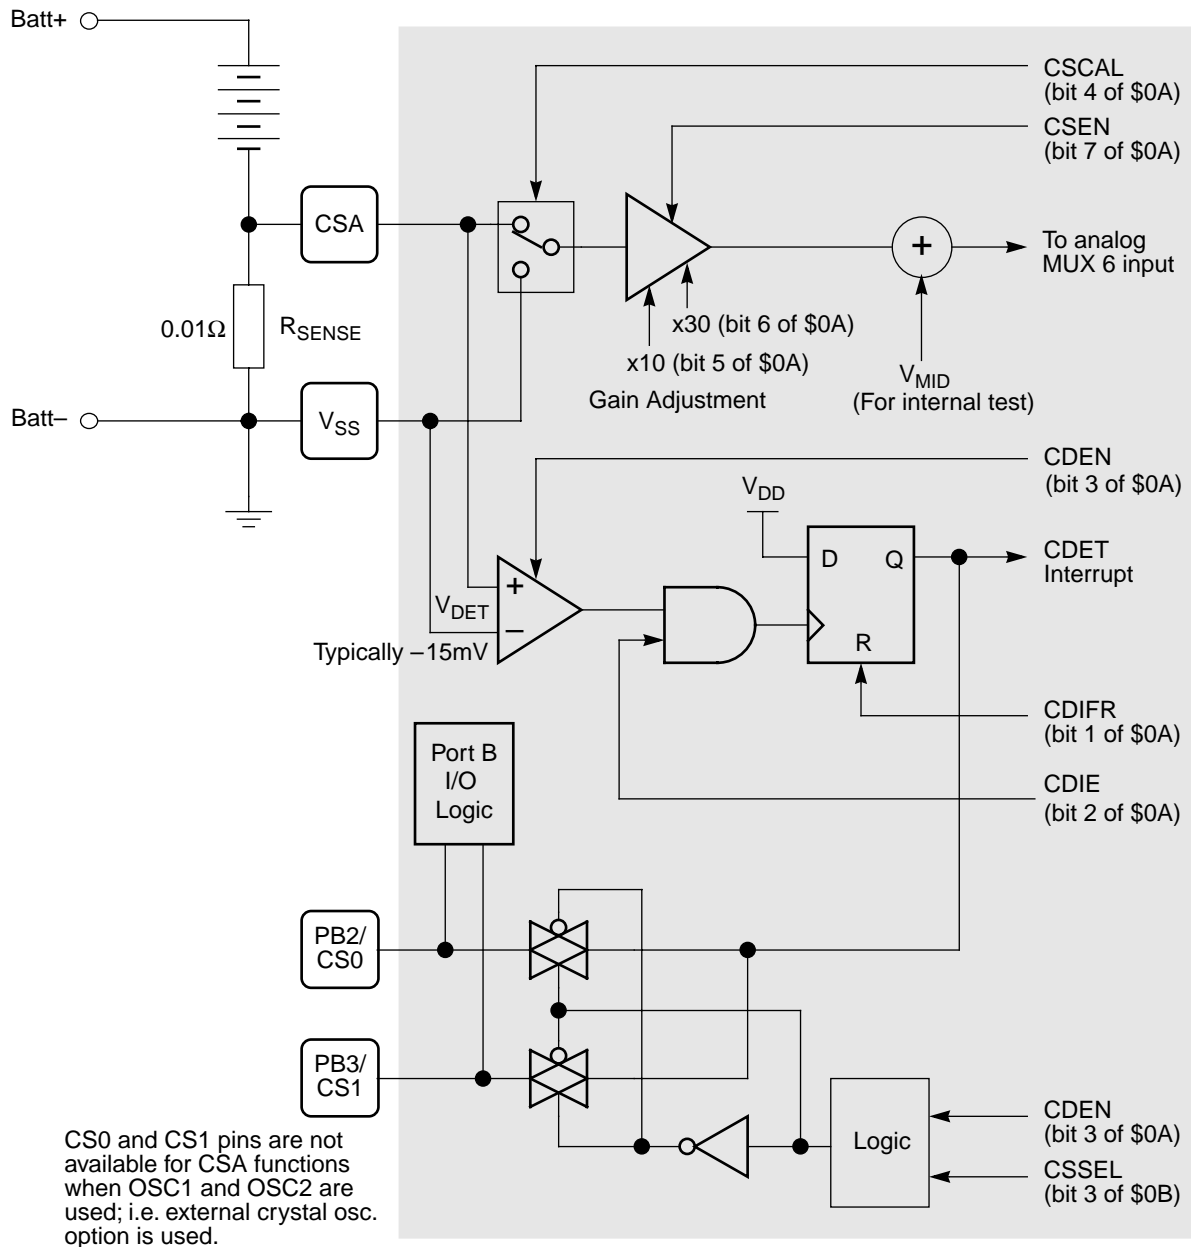 Batt+
CSCAL
(bit 4 of $0A)
CSEN
(bit 7 of $0A)
CSA
+
To analog
MUX 6 input
x30 (bit 6 of $0A)
x10 (bit 5 of $0A)
Gain Adjustment
VMID
(For internal test)
0.01Ω
RSENSE
Batt–
VSS
CDEN
(bit 3 of $0A)
VDD
D
Q
R
CDET
Interrupt
+
VDET
–
Typically –15mV
CDIFR
(bit 1 of $0A)
CDIE
(bit 2 of $0A)
Port B
I/O
Logic
PB2/
CS0
PB3/
CS1
Logic
CDEN
(bit 3 of $0A)
CSSEL
(bit 3 of $0B)
CS0 and CS1 pins are not
available for CSA functions
when OSC1 and OSC2 are
used; i.e. external crystal osc.
option is used.